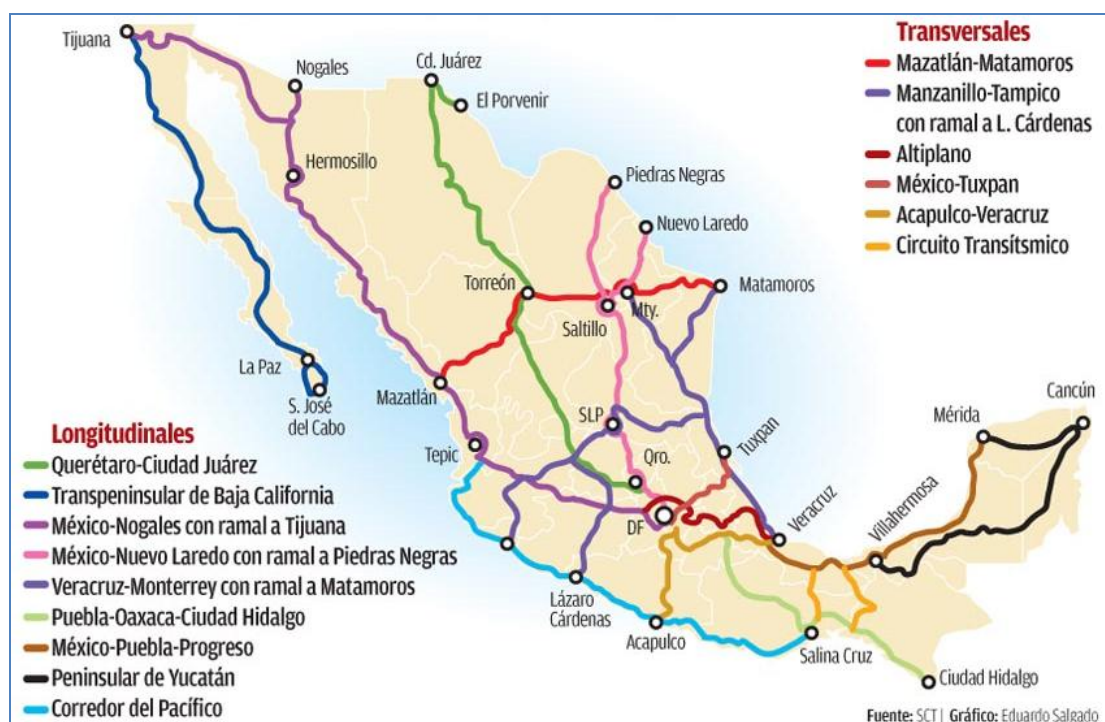 Transversales
Mazatlán-Matamoros
Manzanillo-Tampico
con ramal a L. Cárdenas
Altiplano
México-Tuxpan
Acapulco-Veracruz
Circuito Transítsmico
Tijuana
Nogales
Cd. Juárez
El Porvenir
Hermosillo
Piedras Negras
Nuevo Laredo
Torreón
Matamoros
Mty.
Saltillo
La Paz
Mazatlán
S. José
del Cabo
SLP
Cancún
Mérida
Tepic
Qro.
Tuxpan
DF
Veracruz
Villahermosa
Lázaro
Cárdenas
Acapulco
Salina Cruz
Ciudad Hidalgo
Longitudinales
Querétaro-Ciudad Juárez
Transpeninsular de Baja California
México-Nogales con ramal a Tijuana
México-Nuevo Laredo con ramal a Piedras Negras
Veracruz-Monterrey con ramal a Matamoros
Puebla-Oaxaca-Ciudad Hidalgo
México-Puebla-Progreso
Peninsular de Yucatán
Corredor del Pacífico
Fuente: SCT | Gráfico: Eduardo Salgado